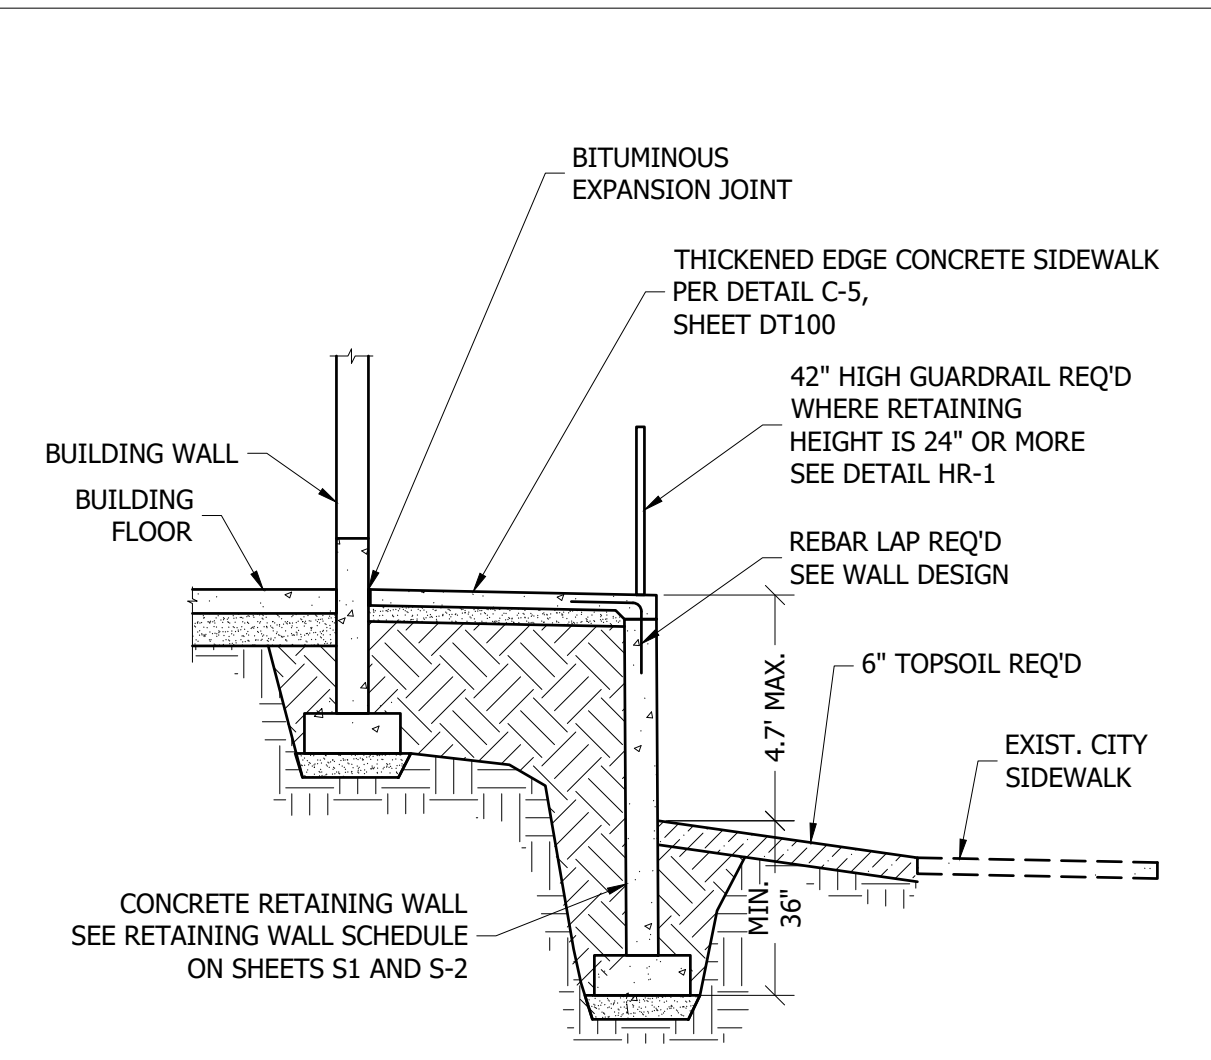 BITUMINOUS
EXPANSION JOINT
THICKENED EDGE CONCRETE SIDEWALK
PER DETAIL C-5,
SHEET DT100
42" HIGH GUARDRAIL REQ'D
WHERE RETAINING
HEIGHT IS 24" OR MORE
SEE DETAIL HR-1
BUILDING WALL
BUILDING
FLOOR
REBAR LAP REQ'D
SEE WALL DESIGN
4.7' MAX.
6" TOPSOIL REQ'D
EXIST. CITY
SIDEWALK
MIN.
36"
CONCRETE RETAINING WALL
SEE RETAINING WALL SCHEDULE
ON SHEETS S1 AND S-2